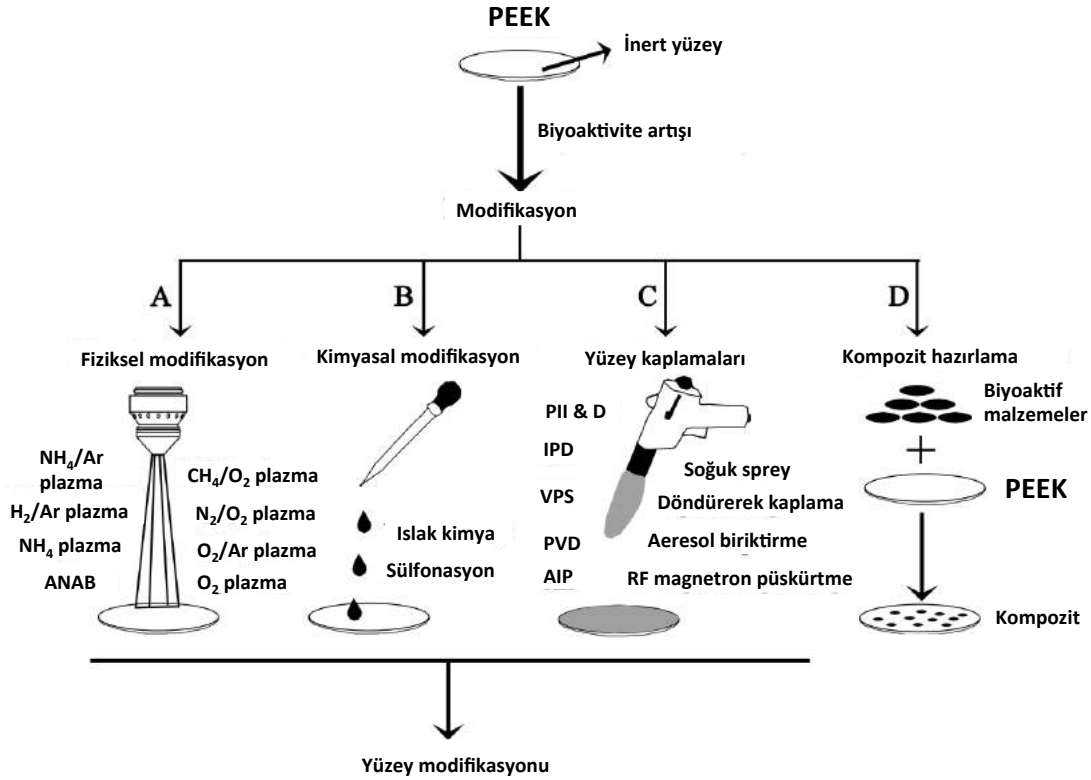 PEEK
İnert yüzey
Biyoaktivite artışı
Modifikasyon
A
B
C
D
Fiziksel modifikasyon
NH₄/Ar
plazma
H₂/Ar plazma
NH₄ plazma
ANAB
CH₄/O₂ plazma
N₂/O₂ plazma
O₂/Ar plazma
O₂ plazma
Kimyasal modifikasyon
Islak kimya
Sülfonasyon
Yüzey kaplamaları
PII & D
IPD
VPS
PVD
AIP
Soğuk sprey
Döndürerek kaplama
Aeresol biriktirme
RF magnetron püskürtme
Kompozit hazırlama
Biyoaktif
malzemeler
+
PEEK
Kompozit
Yüzey modifikasyonu